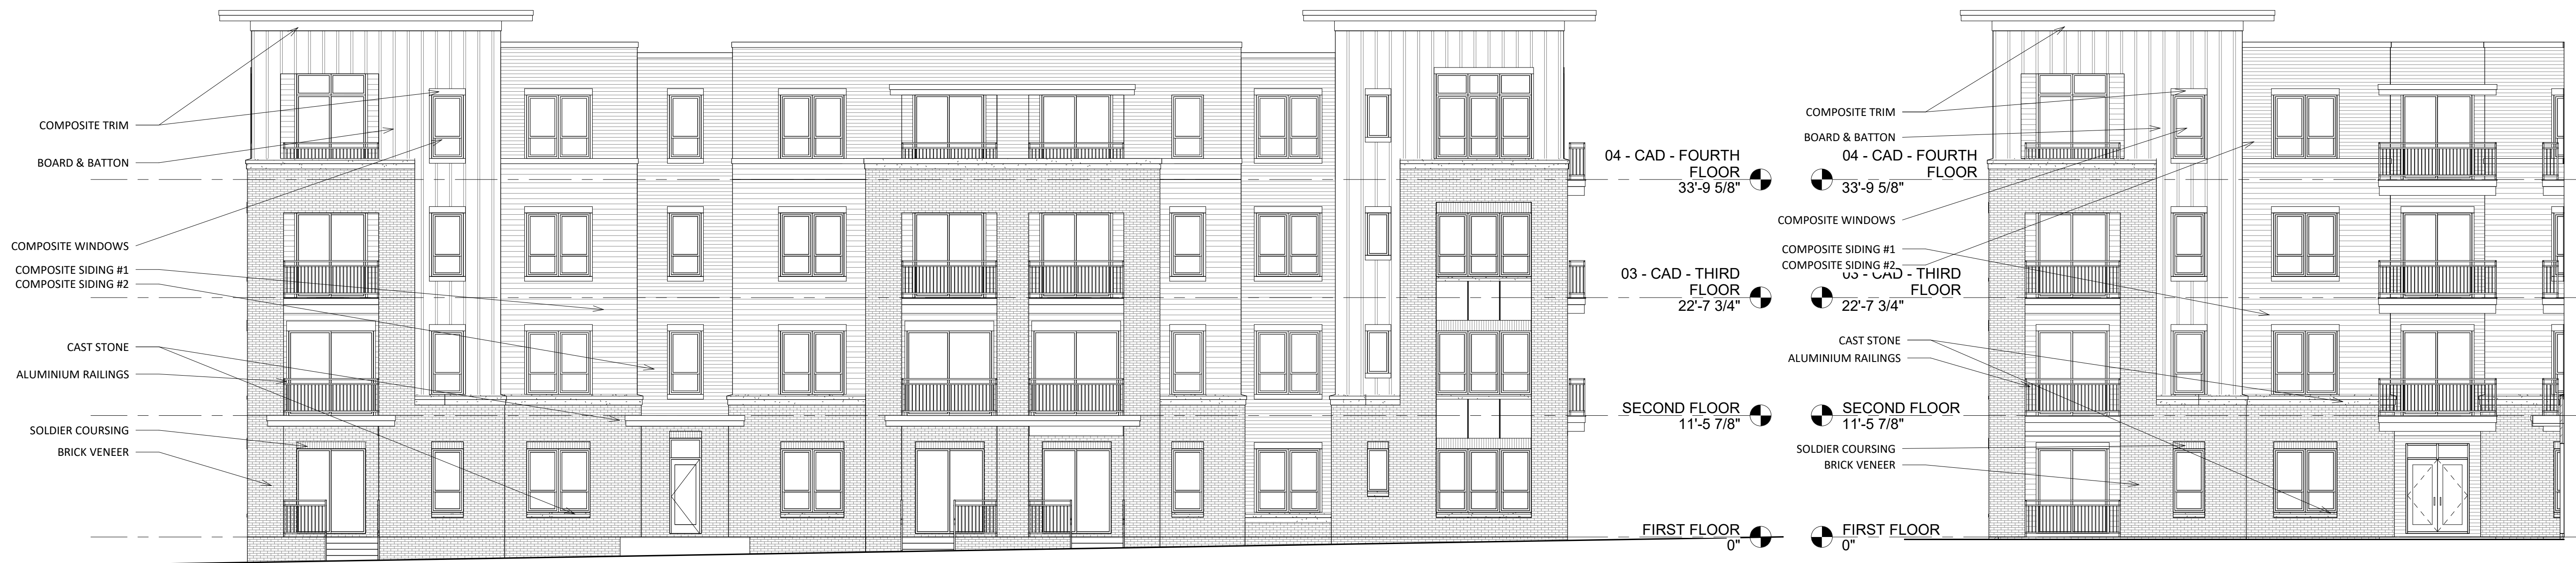 COMPOSITE TRIM
BOARD & BATTON
COMPOSITE WINDOWS
COMPOSITE SIDING #1
COMPOSITE SIDING #2
CAST STONE
ALUMINIUM RAILINGS
SOLDIER COURSING
BRICK VENEER
04 - CAD - FOURTH
FLOOR
33'-9 5/8"
03 - CAD - THIRD
FLOOR
22'-7 3/4"
SECOND FLOOR
11'-5 7/8"
FIRST FLOOR
0"
COMPOSITE TRIM
BOARD & BATTON
04 - CAD - FOURTH
FLOOR
33'-9 5/8"
COMPOSITE WINDOWS
COMPOSITE SIDING #1
COMPOSITE SIDING #2
03 - CAD - THIRD
FLOOR
22'-7 3/4"
CAST STONE
ALUMINIUM RAILINGS
SECOND FLOOR
11'-5 7/8"
SOLDIER COURSING
BRICK VENEER
FIRST FLOOR
0"